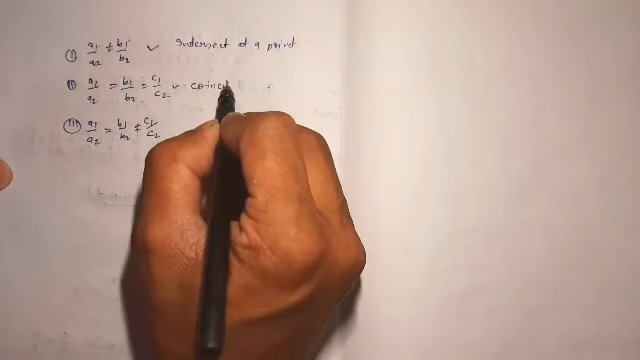 (i) a1/a2 ≠ b1/b2 ✓ Intersect at a point
(ii) a1/a2 = b1/b2 = c1/c2 ✓ coinc
(iii) a1/a2 = b1/b2 ≠ c1/c2